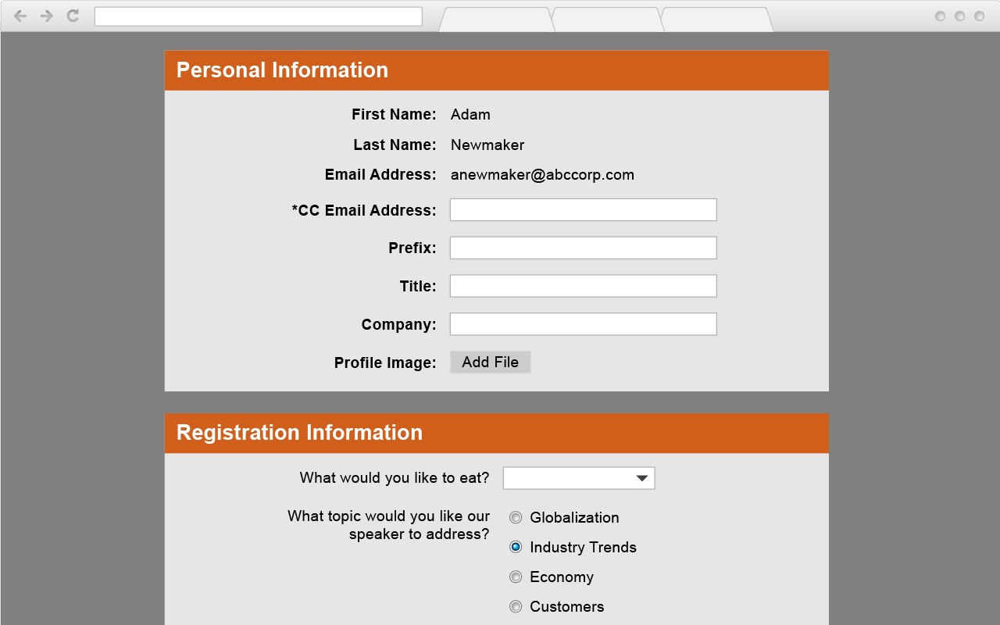 Personal Information
First Name: Adam
Last Name: Newmaker
Email Address: anewmaker@abccorp.com
*CC Email Address:
Prefix:
Title:
Company:
Profile Image: Add File
Registration Information
What would you like to eat?
What topic would you like our
speaker to address?
Globalization
Industry Trends
Economy
Customers